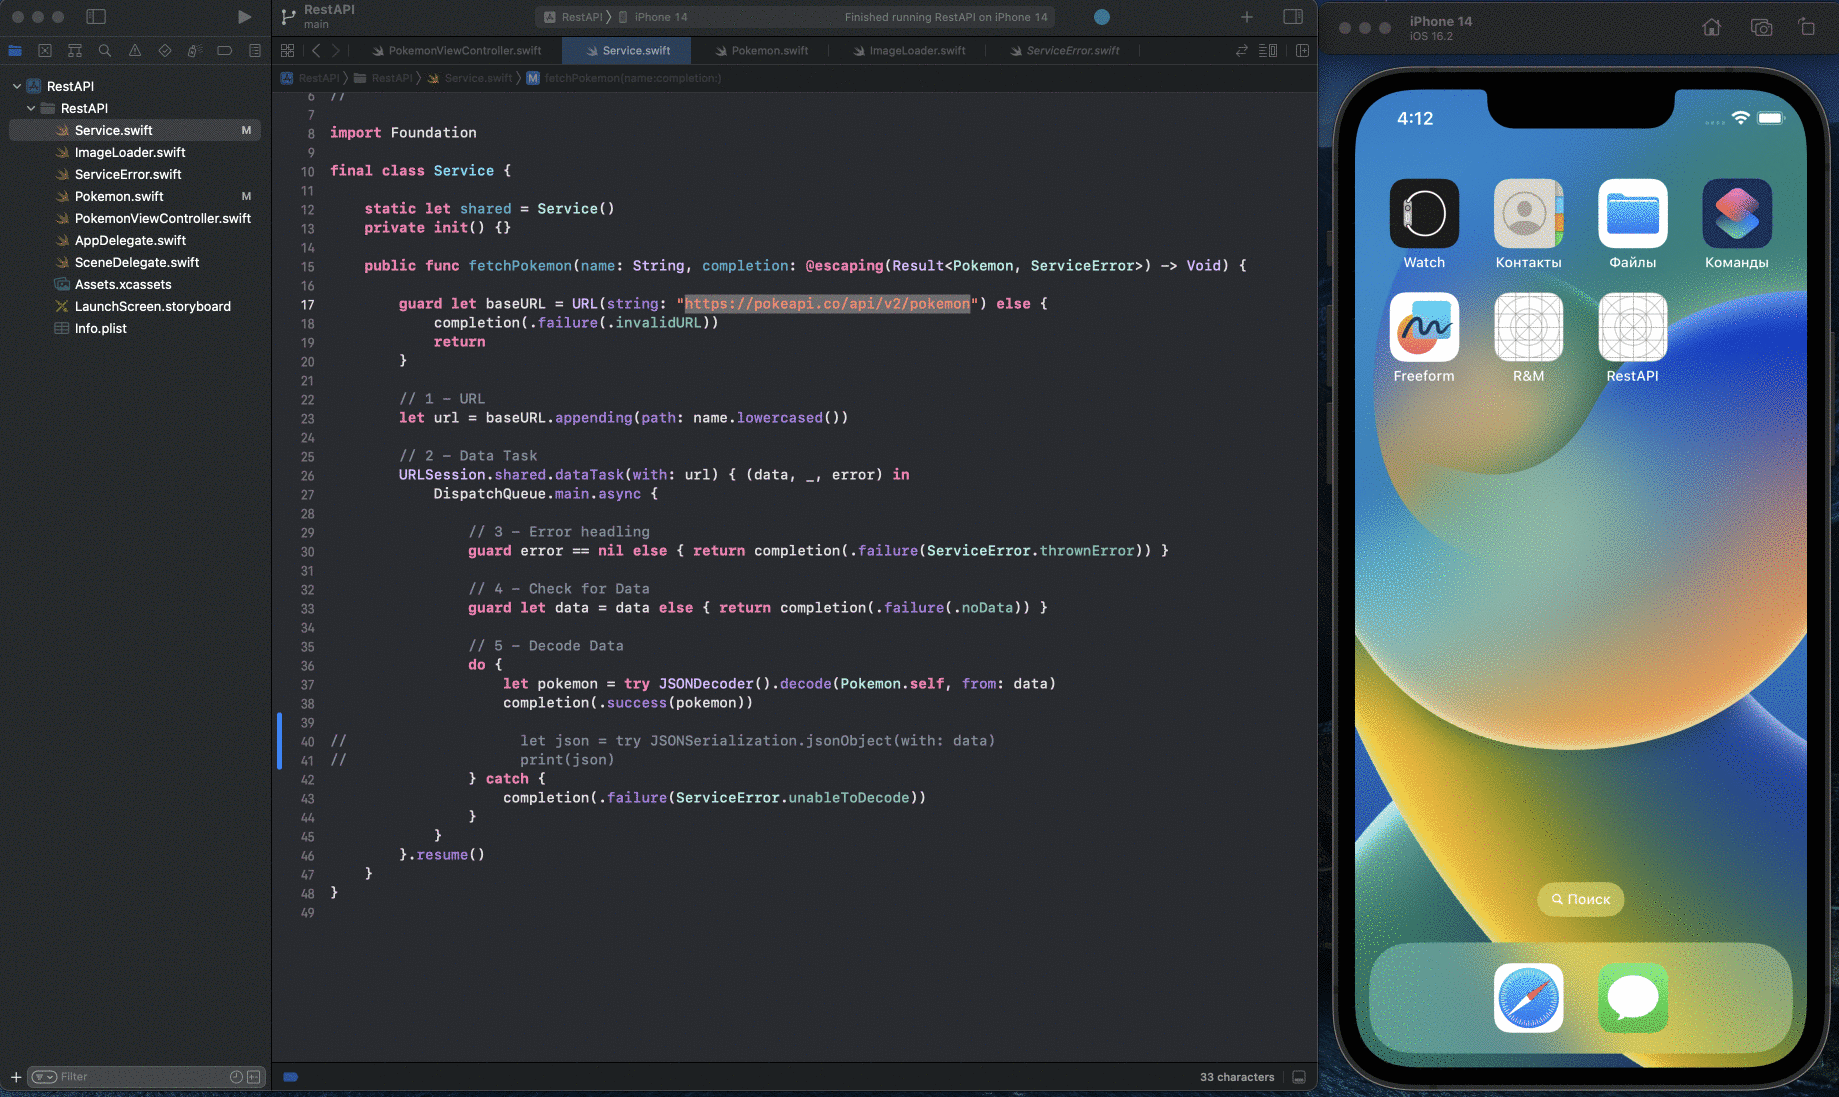 RestAPI
main
RestAPI 〉 iPhone 14
Finished running RestAPI on iPhone 14
PokemonViewController.swift
Service.swift
Pokemon.swift
ImageLoader.swift
ServiceError.swift
RestAPI 〉 RestAPI 〉 Service.swift 〉 M fetchPokemon(name:completion:)
RestAPI
RestAPI
Service.swift M
ImageLoader.swift
ServiceError.swift
Pokemon.swift M
PokemonViewController.swift
AppDelegate.swift
SceneDelegate.swift
Assets.xcassets
LaunchScreen.storyboard
Info.plist
Filter
6 //
7
8 import Foundation
9
10 final class Service {
11
12     static let shared = Service()
13     private init() {}
14
15     public func fetchPokemon(name: String, completion: @escaping(Result<Pokemon, ServiceError>) -> Void) {
16
17         guard let baseURL = URL(string: "https://pokeapi.co/api/v2/pokemon") else {
18             completion(.failure(.invalidURL))
19             return
20         }
21
22         // 1 - URL
23         let url = baseURL.appending(path: name.lowercased())
24
25         // 2 - Data Task
26         URLSession.shared.dataTask(with: url) { (data, _, error) in
27             DispatchQueue.main.async {
28
29                 // 3 - Error headling
30                 guard error == nil else { return completion(.failure(ServiceError.thrownError)) }
31
32                 // 4 - Check for Data
33                 guard let data = data else { return completion(.failure(.noData)) }
34
35                 // 5 - Decode Data
36                 do {
37                     let pokemon = try JSONDecoder().decode(Pokemon.self, from: data)
38                     completion(.success(pokemon))
39
40 //                    let json = try JSONSerialization.jsonObject(with: data)
41 //                    print(json)
42                 } catch {
43                     completion(.failure(ServiceError.unableToDecode))
44                 }
45             }
46         }.resume()
47     }
48 }
49
33 characters
iPhone 14
iOS 16.2
4:12
Watch
Контакты
Файлы
Команды
Freeform
R&M
RestAPI
Поиск